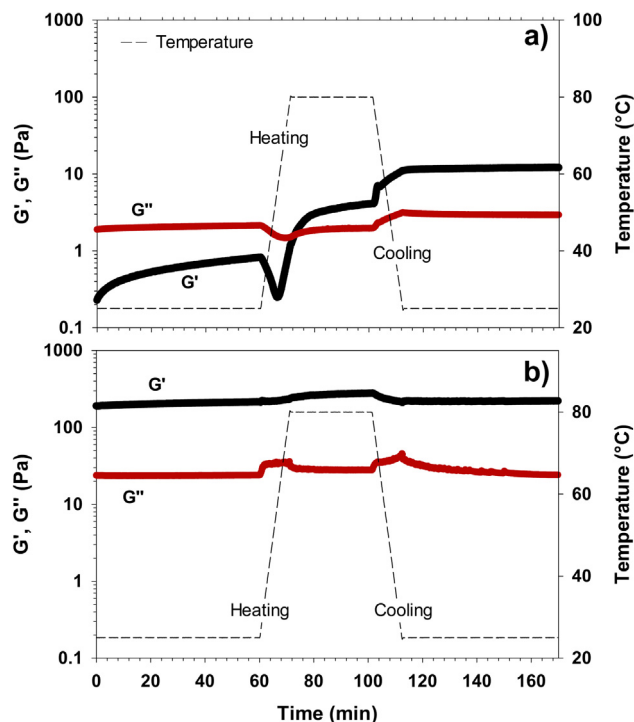 1000
100
a)
Temperature
100
80
Heating
10
60
G"
1
40
G'
Cooling
0.1
20
G', G" (Pa)
Temperature (°C)
1000
100
b)
G'
100
80
10
60
G"
1
40
Heating
Cooling
0.1
20
G', G" (Pa)
Temperature (°C)
0 20 40 60 80 100 120 140 160
Time (min)